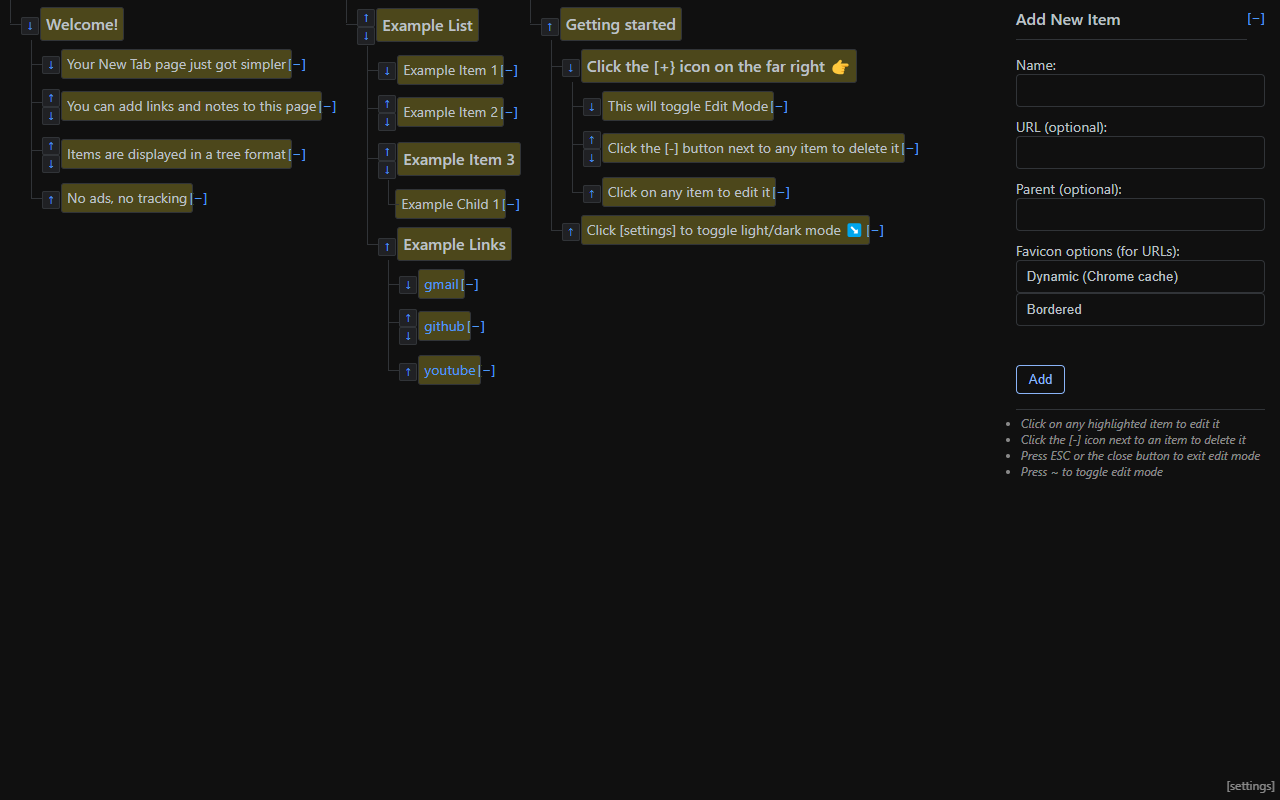 ↓ Welcome!
↓ Your New Tab page just got simpler [−]
↑ ↓ You can add links and notes to this page [−]
↑ ↓ Items are displayed in a tree format [−]
↑ No ads, no tracking [−]
↑ ↓ Example List
↓ Example Item 1 [−]
↑ ↓ Example Item 2 [−]
↑ ↓ Example Item 3
Example Child 1 [−]
↑ Example Links
↓ gmail [−]
↑ ↓ github [−]
↑ youtube [−]
↑ Getting started
↓ Click the [+} icon on the far right 👉
↓ This will toggle Edit Mode [−]
↑ ↓ Click the [-] button next to any item to delete it [−]
↑ Click on any item to edit it [−]
↑ Click [settings] to toggle light/dark mode ↘️ [−]
Add New Item [−]
Name:
URL (optional):
Parent (optional):
Favicon options (for URLs):
Dynamic (Chrome cache)
Bordered
Add
• Click on any highlighted item to edit it
• Click the [-] icon next to an item to delete it
• Press ESC or the close button to exit edit mode
• Press ~ to toggle edit mode
[settings]